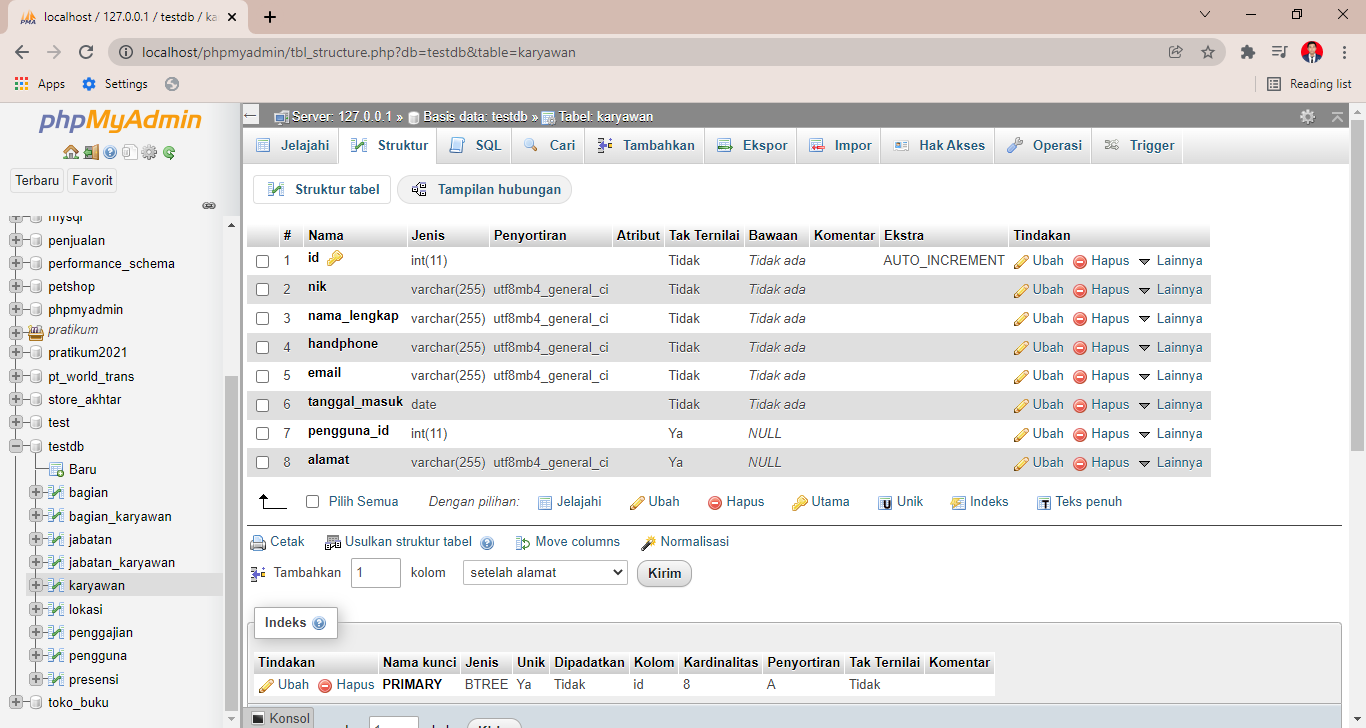 localhost / 127.0.0.1 / testdb / ka
localhost/phpmyadmin/tbl_structure.php?db=testdb&table=karyawan
Apps Settings Reading list
phpMyAdmin
Terbaru Favorit
mysql
penjualan
performance_schema
petshop
phpmyadmin
pratikum
pratikum2021
pt_world_trans
store_akhtar
test
testdb
Baru
bagian
bagian_karyawan
jabatan
jabatan_karyawan
karyawan
lokasi
penggajian
pengguna
presensi
toko_buku
Server: 127.0.0.1 » Basis data: testdb » Tabel: karyawan
Jelajahi Struktur SQL Cari Tambahkan Ekspor Impor Hak Akses Operasi Trigger
Struktur tabel Tampilan hubungan
# Nama Jenis Penyortiran Atribut Tak Ternilai Bawaan Komentar Ekstra Tindakan
1 id int(11) Tidak Tidak ada AUTO_INCREMENT Ubah Hapus Lainnya
2 nik varchar(255) utf8mb4_general_ci Tidak Tidak ada Ubah Hapus Lainnya
3 nama_lengkap varchar(255) utf8mb4_general_ci Tidak Tidak ada Ubah Hapus Lainnya
4 handphone varchar(255) utf8mb4_general_ci Tidak Tidak ada Ubah Hapus Lainnya
5 email varchar(255) utf8mb4_general_ci Tidak Tidak ada Ubah Hapus Lainnya
6 tanggal_masuk date Tidak Tidak ada Ubah Hapus Lainnya
7 pengguna_id int(11) Ya NULL Ubah Hapus Lainnya
8 alamat varchar(255) utf8mb4_general_ci Ya NULL Ubah Hapus Lainnya
Pilih Semua Dengan pilihan: Jelajahi Ubah Hapus Utama Unik Indeks Teks penuh
Cetak Usulkan struktur tabel Move columns Normalisasi
Tambahkan 1 kolom setelah alamat Kirim
Indeks
Tindakan Nama kunci Jenis Unik Dipadatkan Kolom Kardinalitas Penyortiran Tak Ternilai Komentar
Ubah Hapus PRIMARY BTREE Ya Tidak id 8 A Tidak
Konsol